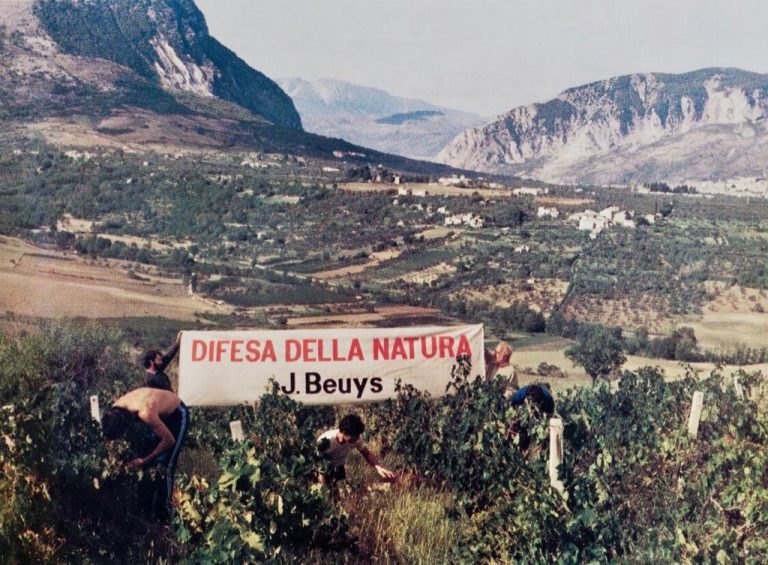 DIFESA DELLA NATURA
J. Beuys